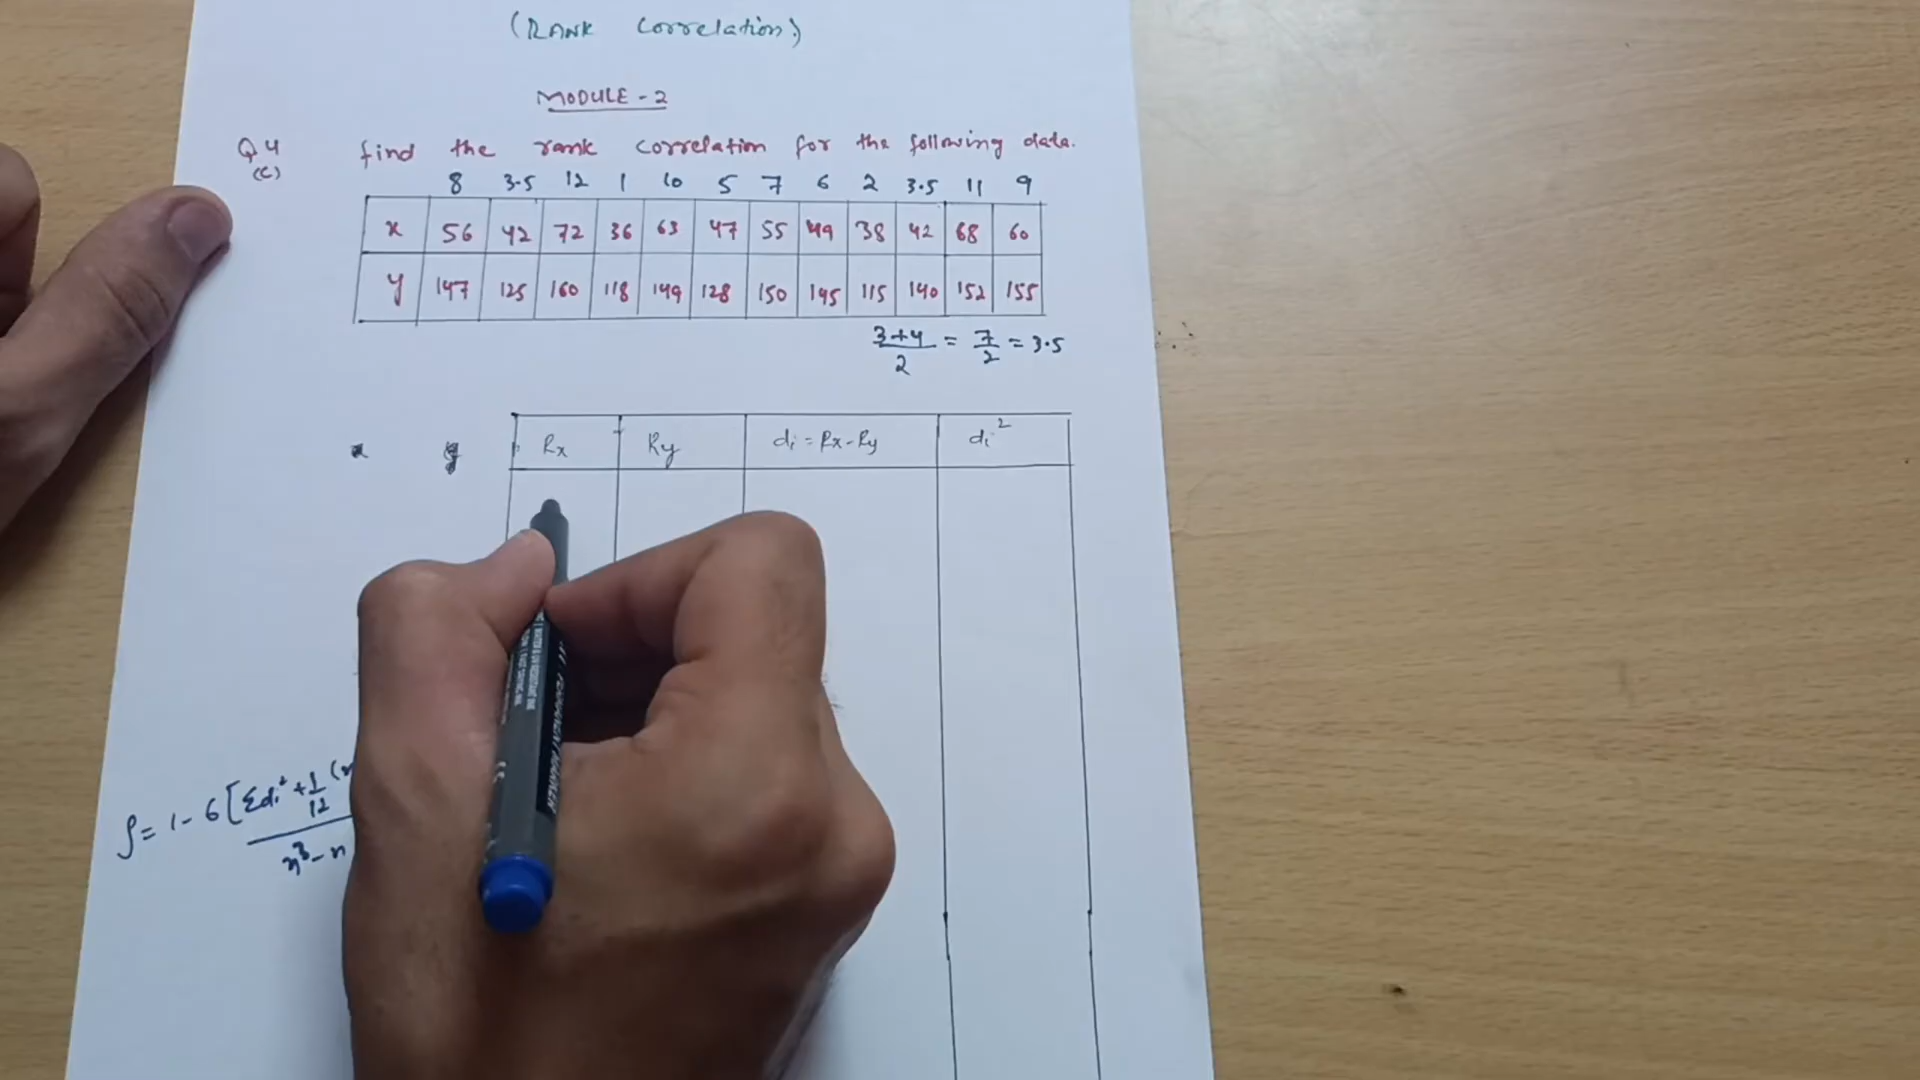 (RANK Correlation)
MODULE - 2
Q4 find the rank correlation for the following data.
(c)
8 3.5 12 1 10 5 7 6 2 3.5 11 9
x 56 42 72 36 63 47 55 49 38 42 68 60
y 147 125 160 118 149 128 150 145 115 140 152 155
3+4/2 = 7/2 = 3.5
Rx Ry di = Rx - Ry di²
ρ = 1 - 6 [Σdi² + 1/12 (
n³ - n
PERMANENT MARKER